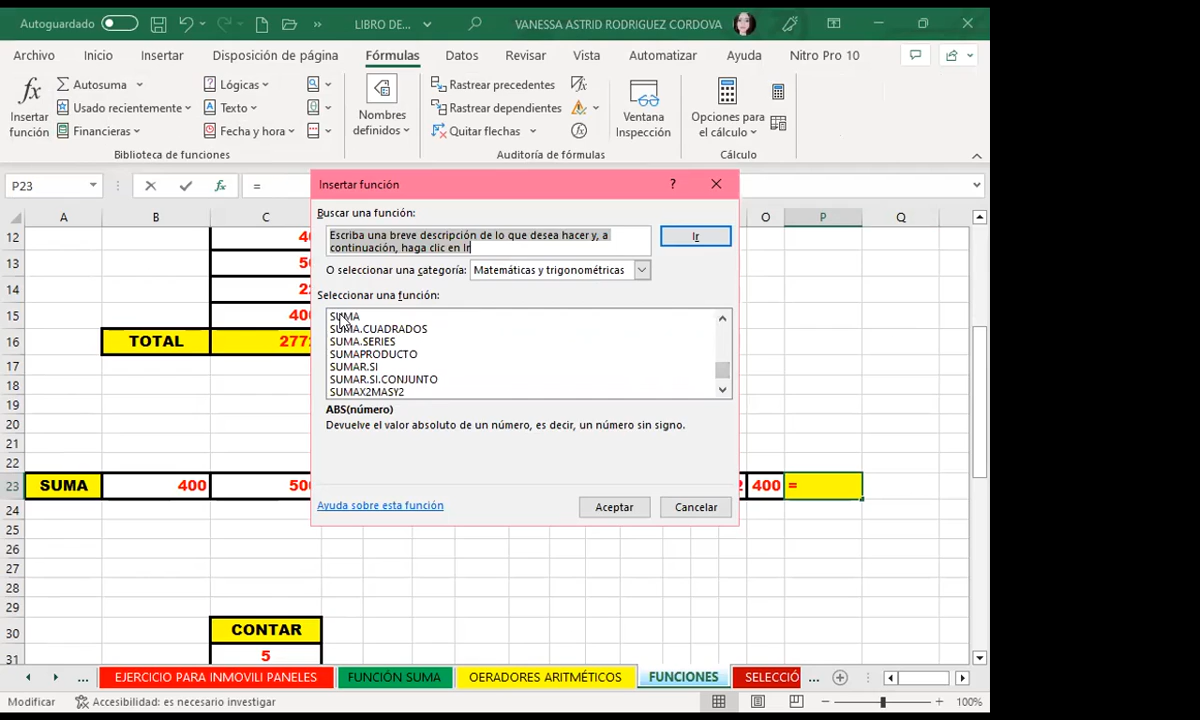 Autoguardado
LIBRO DE...
VANESSA ASTRID RODRIGUEZ CORDOVA
Archivo Inicio Insertar Disposición de página Fórmulas Datos Revisar Vista Automatizar Ayuda Nitro Pro 10
Insertar función
Autosuma
Usado recientemente
Financieras
Lógicas
Texto
Fecha y hora
Biblioteca de funciones
Nombres definidos
Rastrear precedentes
Rastrear dependientes
Quitar flechas
Auditoría de fórmulas
Ventana Inspección
Opciones para el cálculo
Cálculo
P23
fx
=
Insertar función
? ×
Buscar una función:
Escriba una breve descripción de lo que desea hacer y, a
continuación, haga clic en Ir
Ir
O seleccionar una categoría: Matemáticas y trigonométricas
Seleccionar una función:
SUMA
SUMA.CUADRADOS
SUMA.SERIES
SUMAPRODUCTO
SUMAR.SI
SUMAR.SI.CONJUNTO
SUMAX2MASY2
ABS(número)
Devuelve el valor absoluto de un número, es decir, un número sin signo.
Ayuda sobre esta función
Aceptar Cancelar
A B C O P Q
12
13
14
15
16 TOTAL
17
18
19
20
21
22
23 SUMA 400 400 =
24
25
26
27
28
29
30 CONTAR
31 5
... EJERCICIO PARA INMOVILI PANELES FUNCIÓN SUMA OERADORES ARITMÉTICOS FUNCIONES SELECCIÓ ...
Modificar Accesibilidad: es necesario investigar 100%